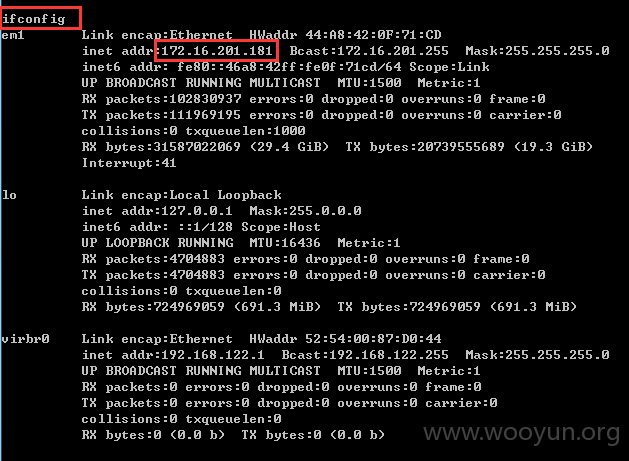 ifconfig
em1 Link encap:Ethernet HWaddr 44:A8:42:0F:71:CD
inet addr:172.16.201.181 Bcast:172.16.201.255 Mask:255.255.255.0
inet6 addr: fe80::46a8:42ff:fe0f:71cd/64 Scope:Link
UP BROADCAST RUNNING MULTICAST MTU:1500 Metric:1
RX packets:102830937 errors:0 dropped:0 overruns:0 frame:0
TX packets:111969195 errors:0 dropped:0 overruns:0 carrier:0
collisions:0 txqueuelen:1000
RX bytes:31587022069 (29.4 GiB) TX bytes:20739555689 (19.3 GiB)
Interrupt:41
lo Link encap:Local Loopback
inet addr:127.0.0.1 Mask:255.0.0.0
inet6 addr: ::1/128 Scope:Host
UP LOOPBACK RUNNING MTU:16436 Metric:1
RX packets:4704883 errors:0 dropped:0 overruns:0 frame:0
TX packets:4704883 errors:0 dropped:0 overruns:0 carrier:0
collisions:0 txqueuelen:0
RX bytes:724969059 (691.3 MiB) TX bytes:724969059 (691.3 MiB)
virbr0 Link encap:Ethernet HWaddr 52:54:00:87:D0:44
inet addr:192.168.122.1 Bcast:192.168.122.255 Mask:255.255.255.0
UP BROADCAST RUNNING MULTICAST MTU:1500 Metric:1
RX packets:0 errors:0 dropped:0 overruns:0 frame:0
TX packets:0 errors:0 dropped:0 overruns:0 carrier:0
collisions:0 txqueuelen:0
RX bytes:0 (0.0 b) TX bytes:0 (0.0 b)
www.wooyun.org